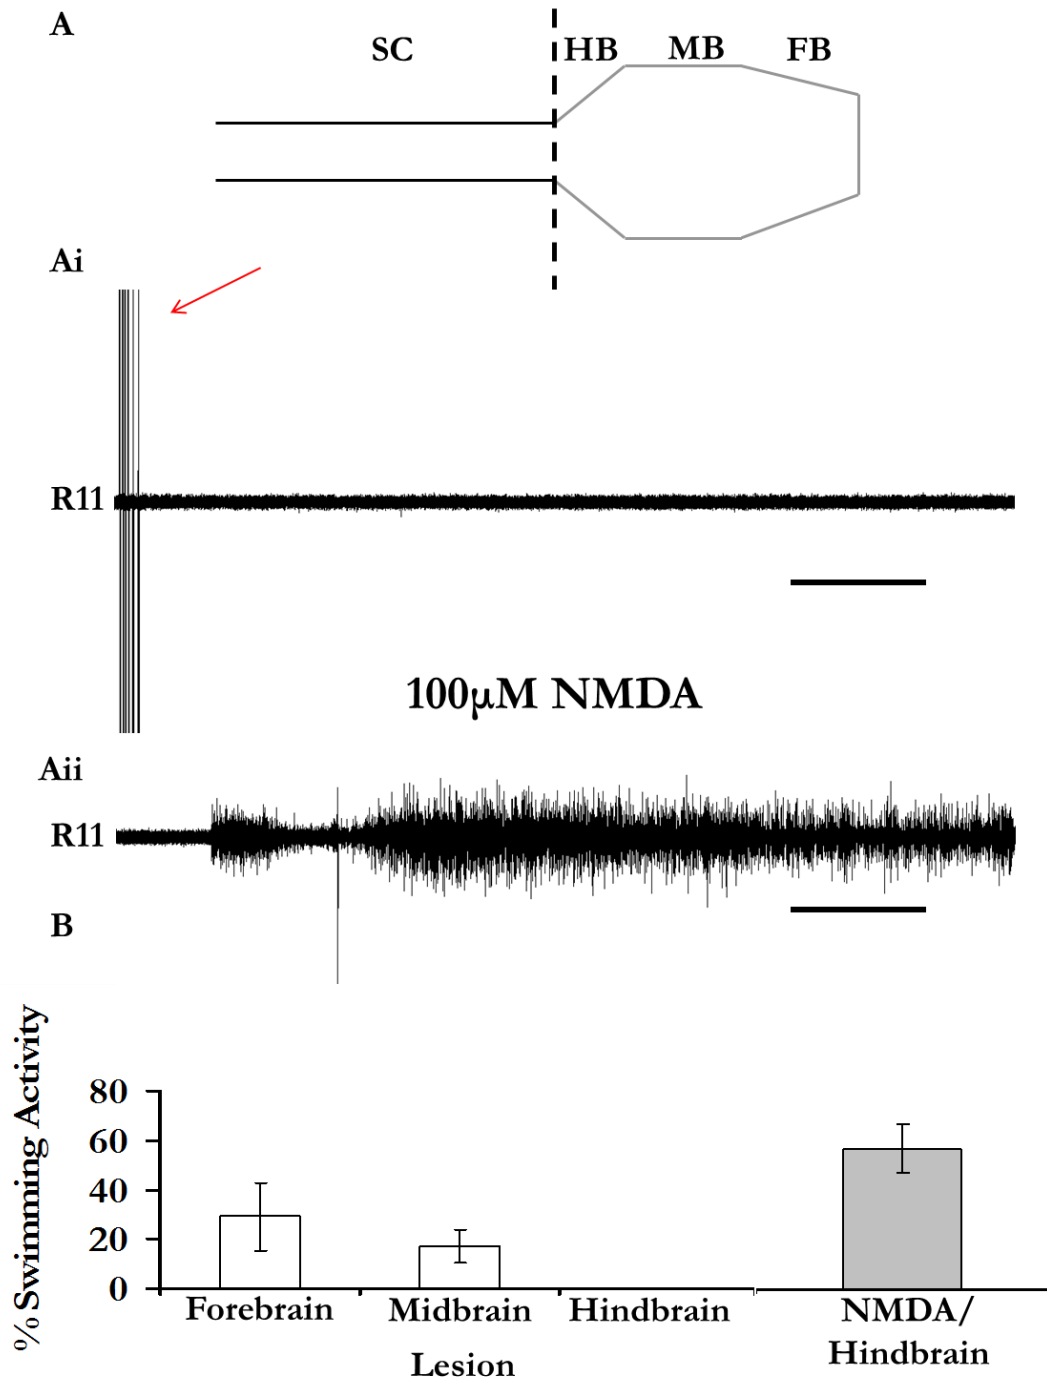 A
SC
HB
MB
FB
Ai
R11
100µM NMDA
Aii
R11
B
% Swimming Activity
80
60
40
20
0
Forebrain
Midbrain
Hindbrain
NMDA/
Hindbrain
Lesion